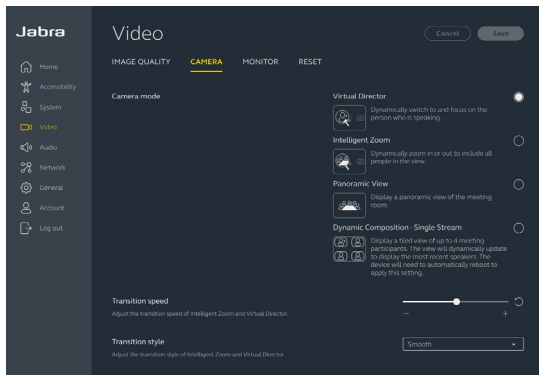 Jabra
Home
Accessibility
System
Video
Audio
Network
General
Account
Log out
Video
Cancel
Save
IMAGE QUALITY
CAMERA
MONITOR
RESET
Camera mode
Virtual Director
Dynamically switch to and focus on the
person who is speaking.
Intelligent Zoom
Dynamically zoom in or out to include all
people in the view.
Panoramic View
Display a panoramic view of the meeting
room.
Dynamic Composition - Single Stream
Display a tiled view of up to 4 meeting
participants. The view will dynamically update
to display the most recent speakers. The
device will need to automatically reboot to
apply this setting.
Transition speed
Adjust the transition speed of Intelligent Zoom and Virtual Director.
Transition style
Adjust the transition style of Intelligent Zoom and Virtual Director
Smooth